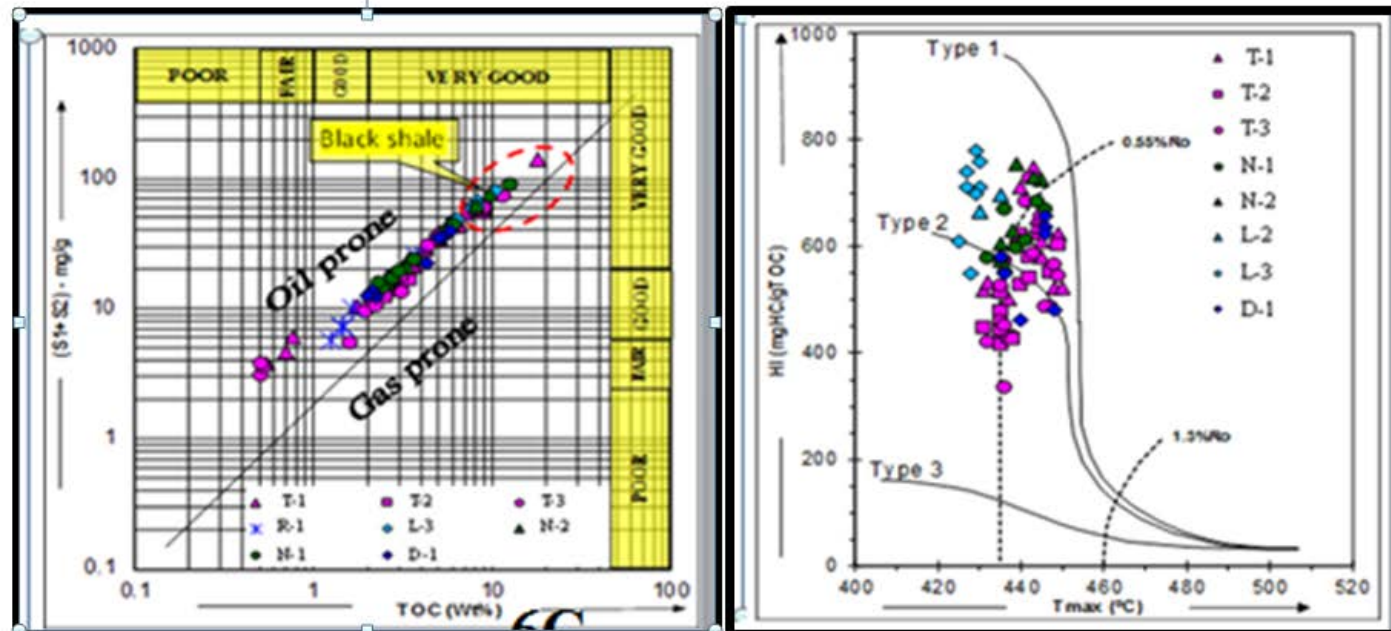 1000
POOR
FAIR
GOOD
VERY GOOD
Black shale
VERY GOOD
100
Oil prone
(S1+ S2) - mg/g
10
GOOD
Gas prone
FAIR
1
POOR
T-1
T-2
T-3
R-1
L-3
N-2
N-1
D-1
0.1
0.1
1
10
100
TOC (Wt%)
6C
1000
Type 1
T-1
T-2
T-3
N-1
N-2
L-2
L-3
D-1
800
0.55%Ro
HI (mgHC/gTOC)
Type 2
600
400
1.3%Ro
200
Type 3
0
400
420
440
460
480
500
520
Tmax (ºC)